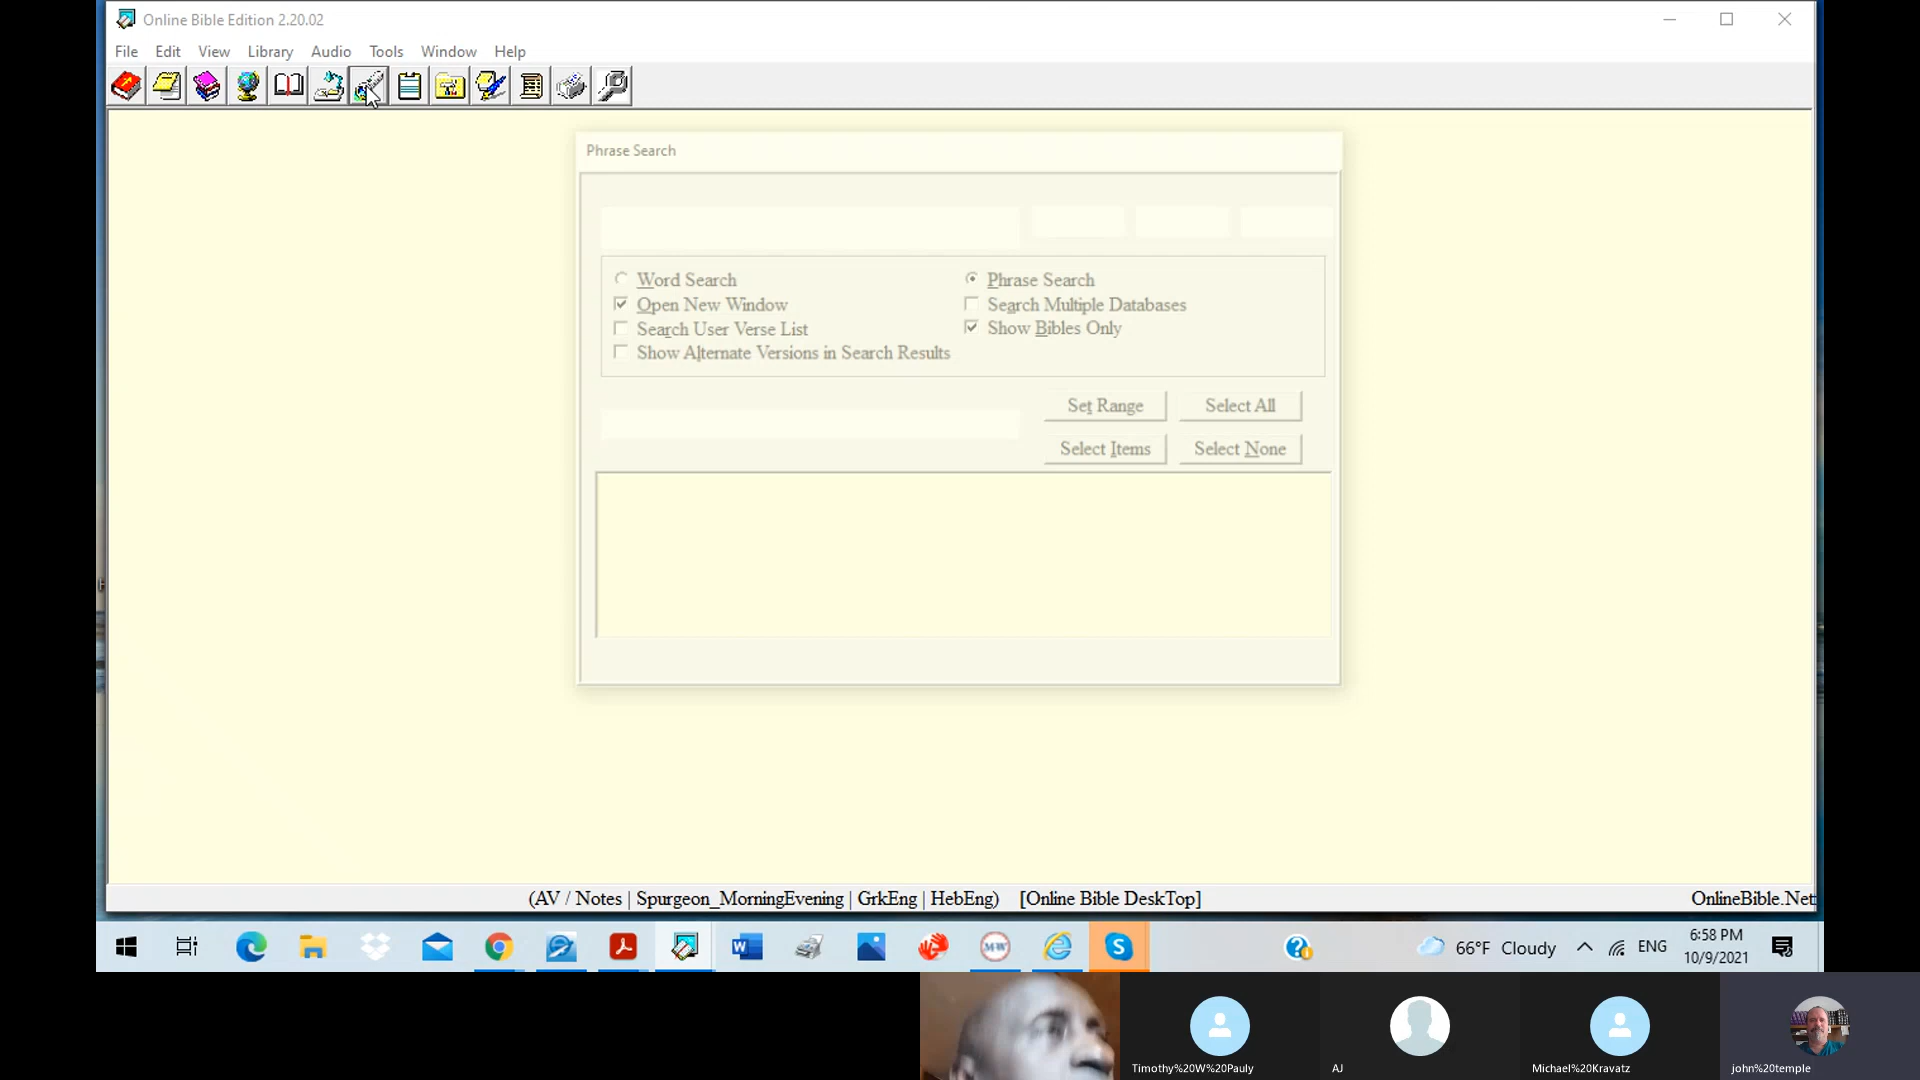 Online Bible Edition 2.20.02
File Edit View Library Audio Tools Window Help
Phrase Search
Word Search
Phrase Search
Open New Window
Search Multiple Databases
Search User Verse List
Show Bibles Only
Show Alternate Versions in Search Results
Set Range
Select All
Select Items
Select None
(AV / Notes | Spurgeon_MorningEvening | GrkEng | HebEng) [Online Bible DeskTop]
OnlineBible.Net
66°F Cloudy
ENG
6:58 PM
10/9/2021
Timothy%20W%20Pauly
AJ
Michael%20Kravatz
john%20temple